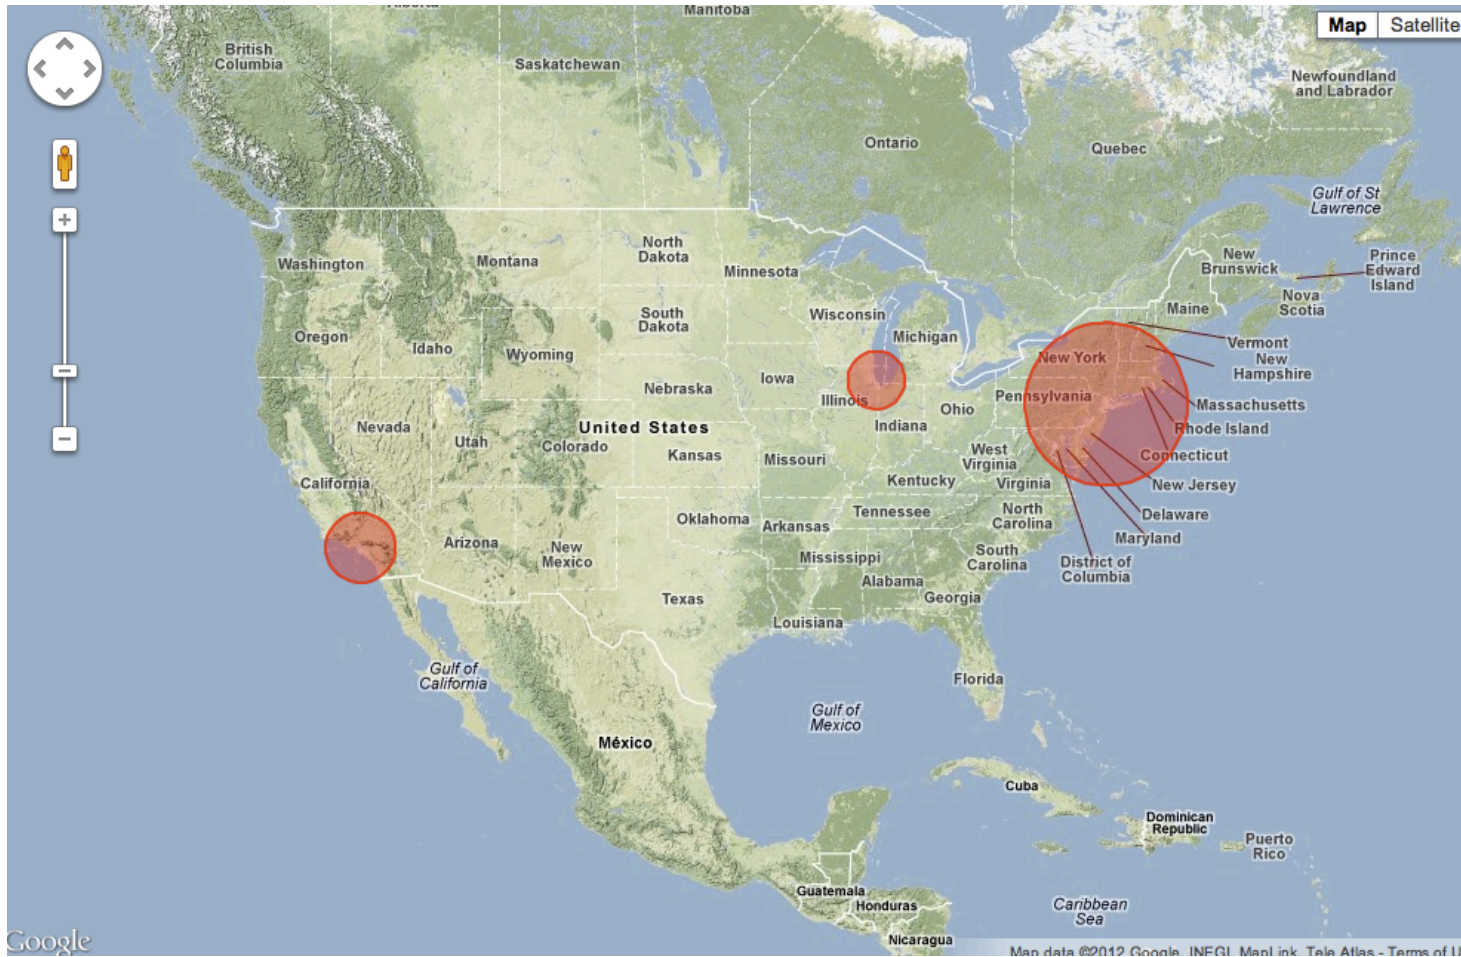 Manitoba
Map
Satellite
British
Columbia
Saskatchewan
Newfoundland
and Labrador
Ontario
Quebec
Gulf of St
Lawrence
+
Washington
Montana
North
Dakota
Minnesota
New
Brunswick
Prince
Edward
Island
Oregon
Idaho
Wyoming
South
Dakota
Wisconsin
Michigan
Maine
Nova
Scotia
Vermont
New
Hampshire
New York
−
Nevada
Utah
Colorado
Nebraska
Iowa
Illinois
Indiana
Ohio
Pennsylvania
Massachusetts
Rhode Island
Connecticut
United States
−
California
Kansas
Missouri
West
Virginia
Kentucky
Virginia
New Jersey
Delaware
Maryland
District of
Columbia
Arizona
New
Mexico
Oklahoma
Arkansas
Tennessee
North
Carolina
South
Carolina
Mississippi
Alabama
Georgia
Texas
Louisiana
Florida
Gulf of
California
Gulf of
Mexico
México
Cuba
Dominican
Republic
Puerto
Rico
Guatemala
Honduras
Caribbean
Sea
Nicaragua
Google
Map data ©2012 Google, INEGI, MapLink, Tele Atlas - Terms of U